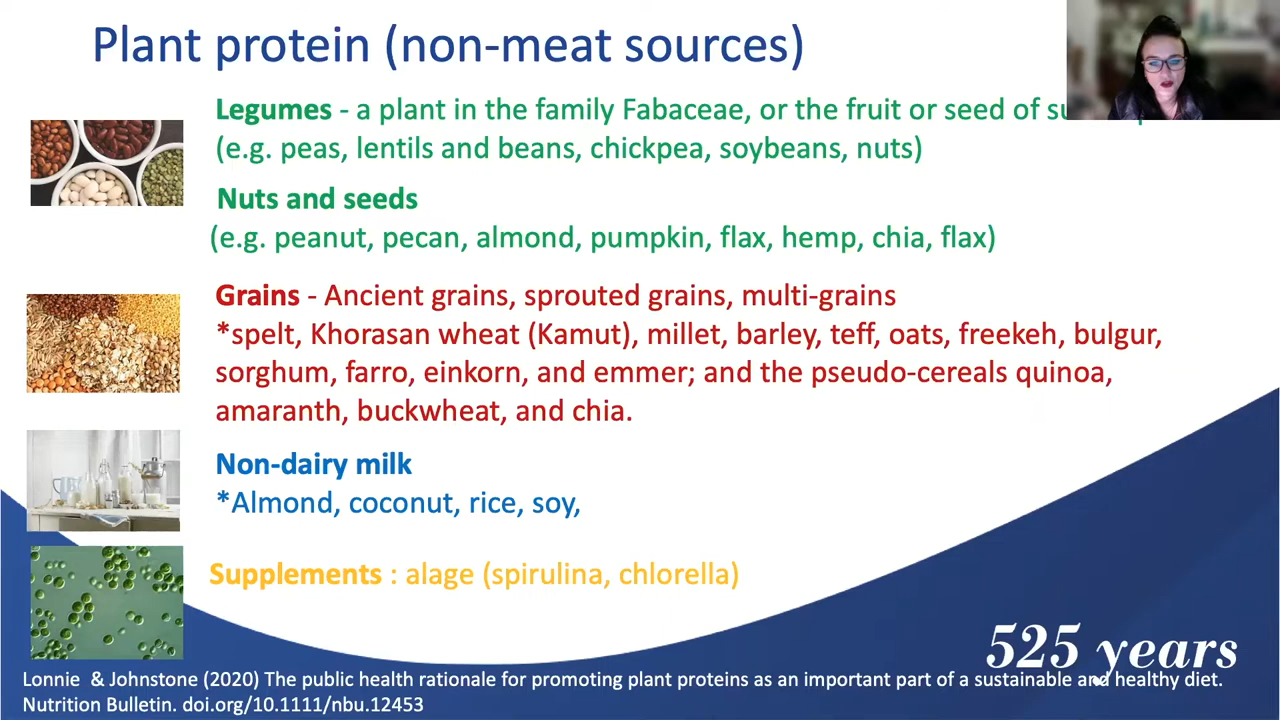 Plant protein (non-meat sources)
Legumes - a plant in the family Fabaceae, or the fruit or seed of
(e.g. peas, lentils and beans, chickpea, soybeans, nuts)
Nuts and seeds
(e.g. peanut, pecan, almond, pumpkin, flax, hemp, chia, flax)
Grains - Ancient grains, sprouted grains, multi-grains
*spelt, Khorasan wheat (Kamut), millet, barley, teff, oats, freekeh, bulgur,
sorghum, farro, einkorn, and emmer; and the pseudo-cereals quinoa,
amaranth, buckwheat, and chia.
Non-dairy milk
*Almond, coconut, rice, soy,
Supplements : alage (spirulina, chlorella)
525 years
Lonnie & Johnstone (2020) The public health rationale for promoting plant proteins as an important part of a sustainable and healthy diet.
Nutrition Bulletin. doi.org/10.1111/nbu.12453